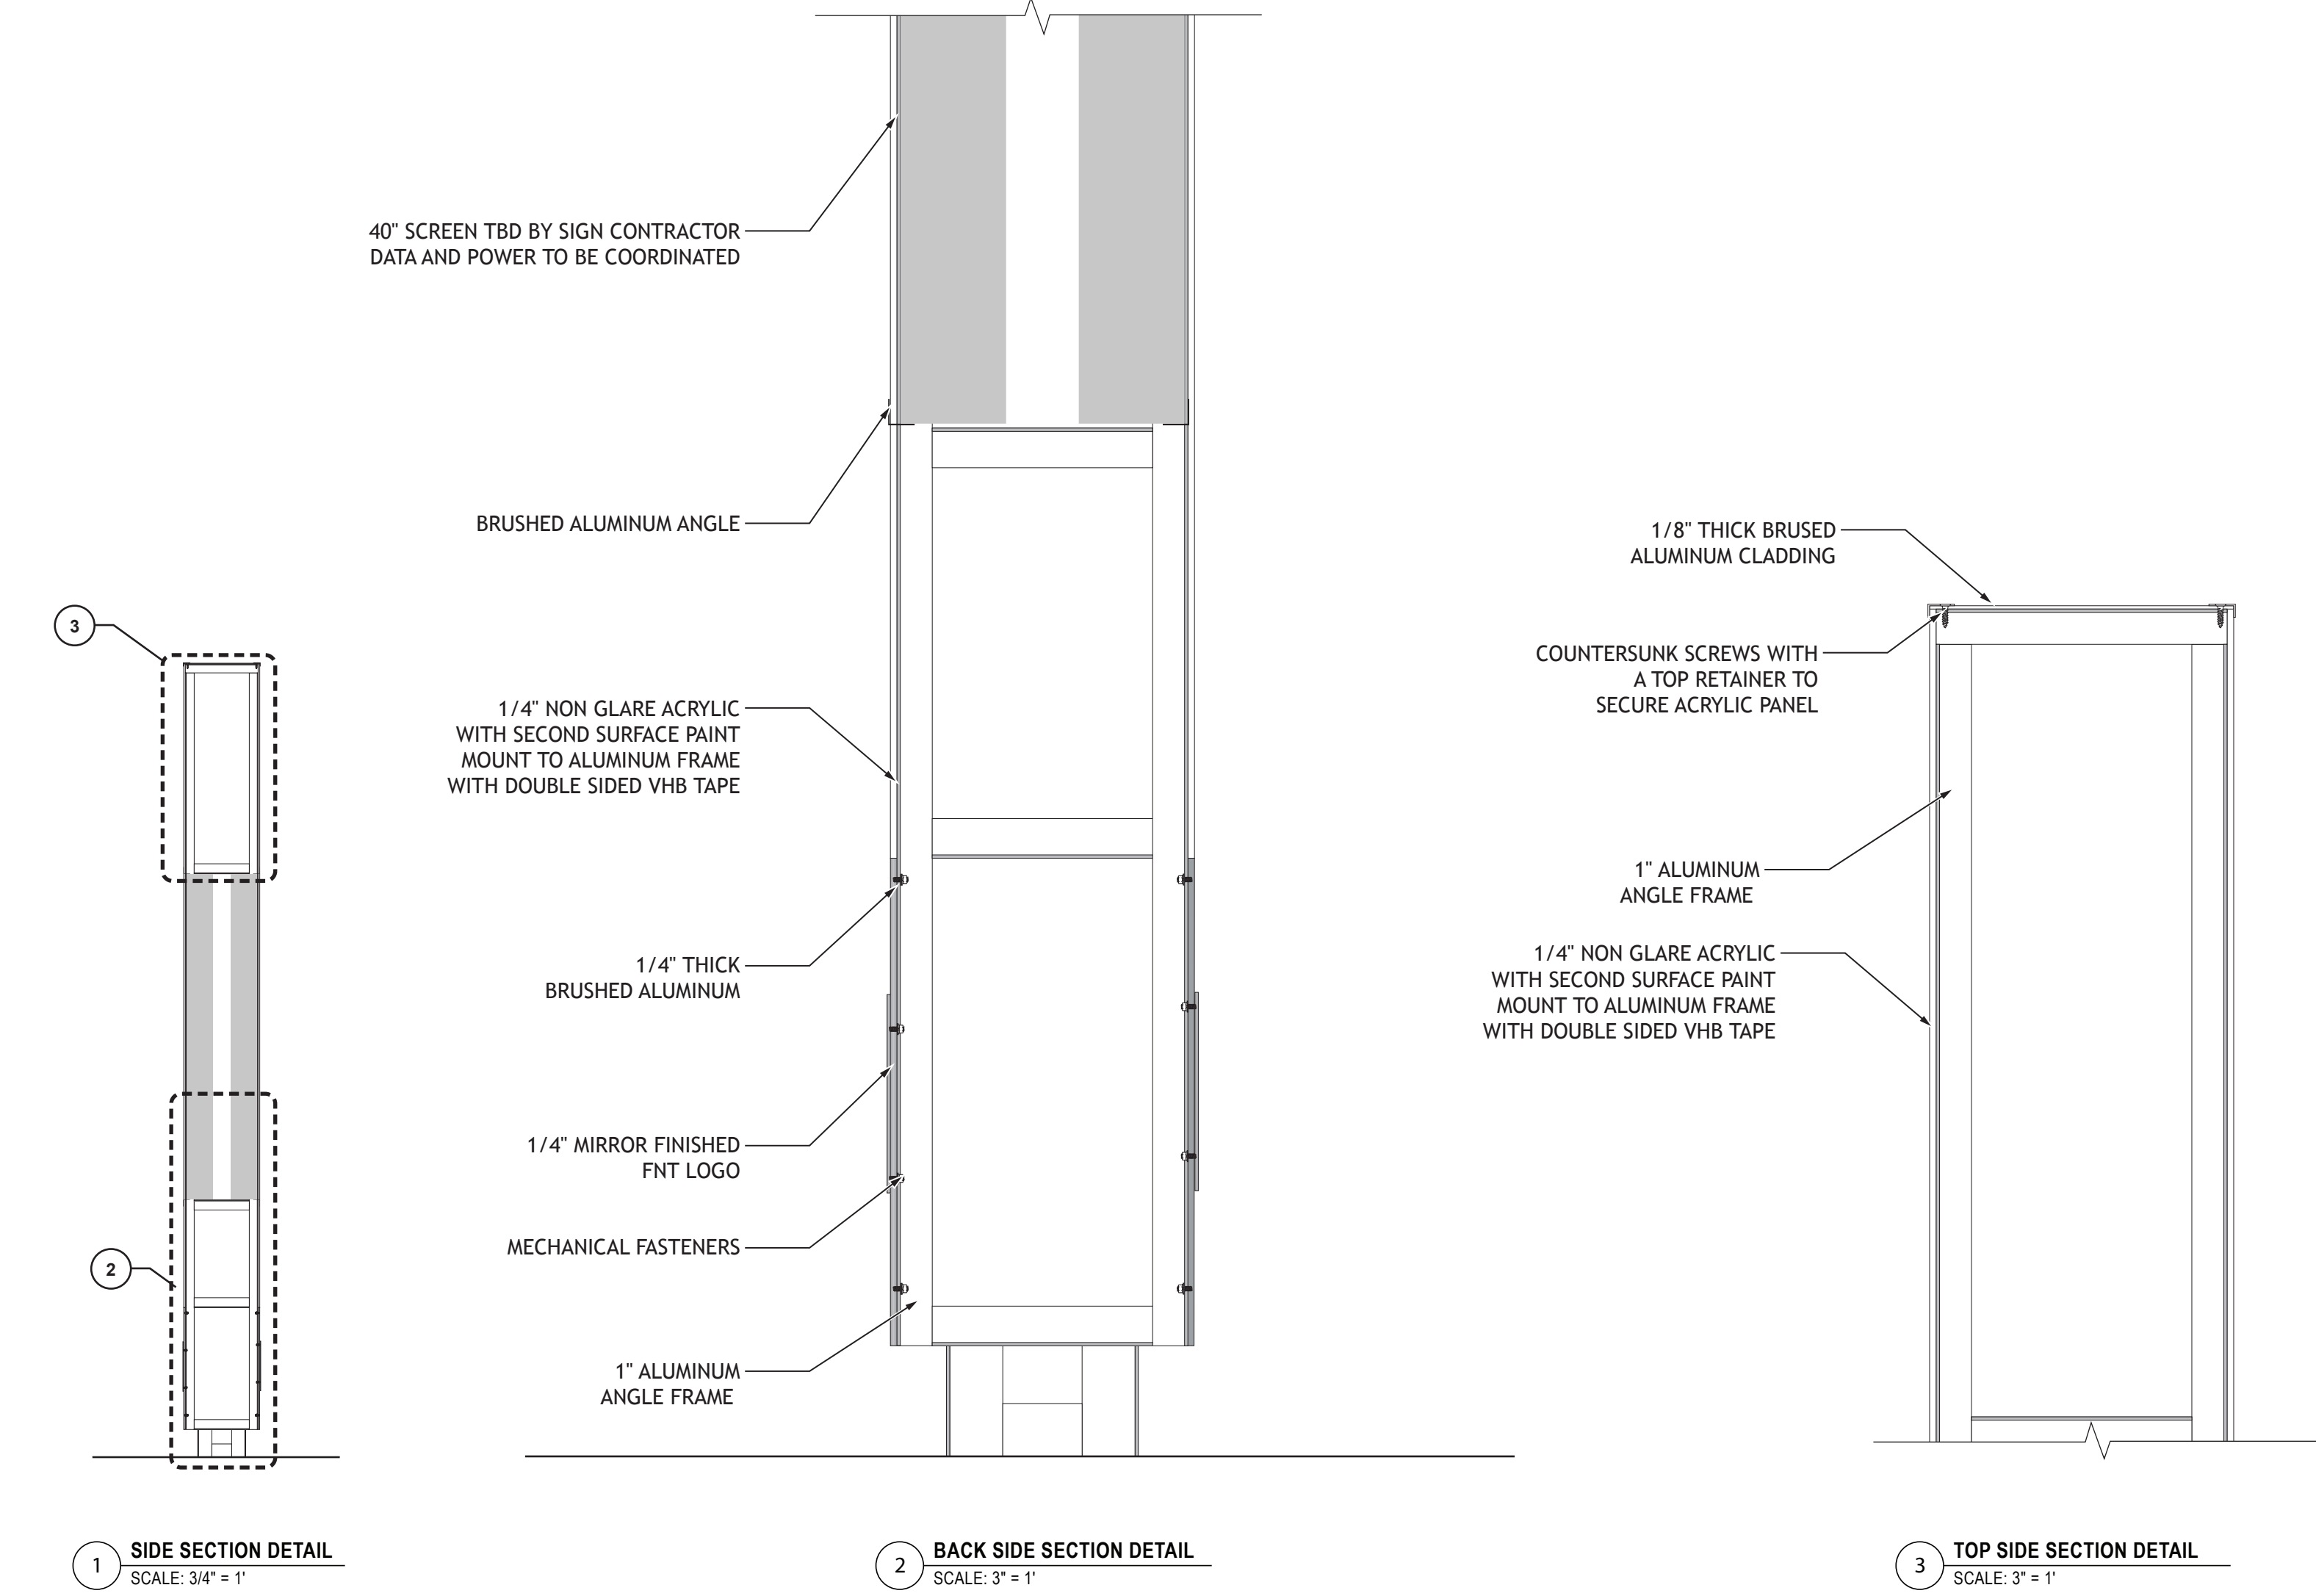 40" SCREEN TBD BY SIGN CONTRACTOR
DATA AND POWER TO BE COORDINATED
BRUSHED ALUMINUM ANGLE
1/4" NON GLARE ACRYLIC
WITH SECOND SURFACE PAINT
MOUNT TO ALUMINUM FRAME
WITH DOUBLE SIDED VHB TAPE
1/4" THICK
BRUSHED ALUMINUM
1/4" MIRROR FINISHED
FNT LOGO
MECHANICAL FASTENERS
1" ALUMINUM
ANGLE FRAME
1/8" THICK BRUSED
ALUMINUM CLADDING
COUNTERSUNK SCREWS WITH
A TOP RETAINER TO
SECURE ACRYLIC PANEL
1" ALUMINUM
ANGLE FRAME
1/4" NON GLARE ACRYLIC
WITH SECOND SURFACE PAINT
MOUNT TO ALUMINUM FRAME
WITH DOUBLE SIDED VHB TAPE
3
2
1 SIDE SECTION DETAIL
SCALE: 3/4" = 1'
2 BACK SIDE SECTION DETAIL
SCALE: 3" = 1'
3 TOP SIDE SECTION DETAIL
SCALE: 3" = 1'